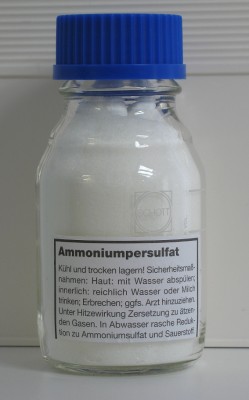 SCHOTT
Ammoniumpersulfat
Kühl und trocken lagern! Sicherheitsmaß-
nahmen: Haut: mit Wasser abspülen;
innerlich: reichlich Wasser oder Milch
trinken; Erbrechen; ggfs. Arzt hinzuziehen.
Unter Hitzewirkung Zersetzung zu ätzen-
den Gasen. In Abwasser rasche Reduk-
tion zu Ammoniumsulfat und Sauerstoff.